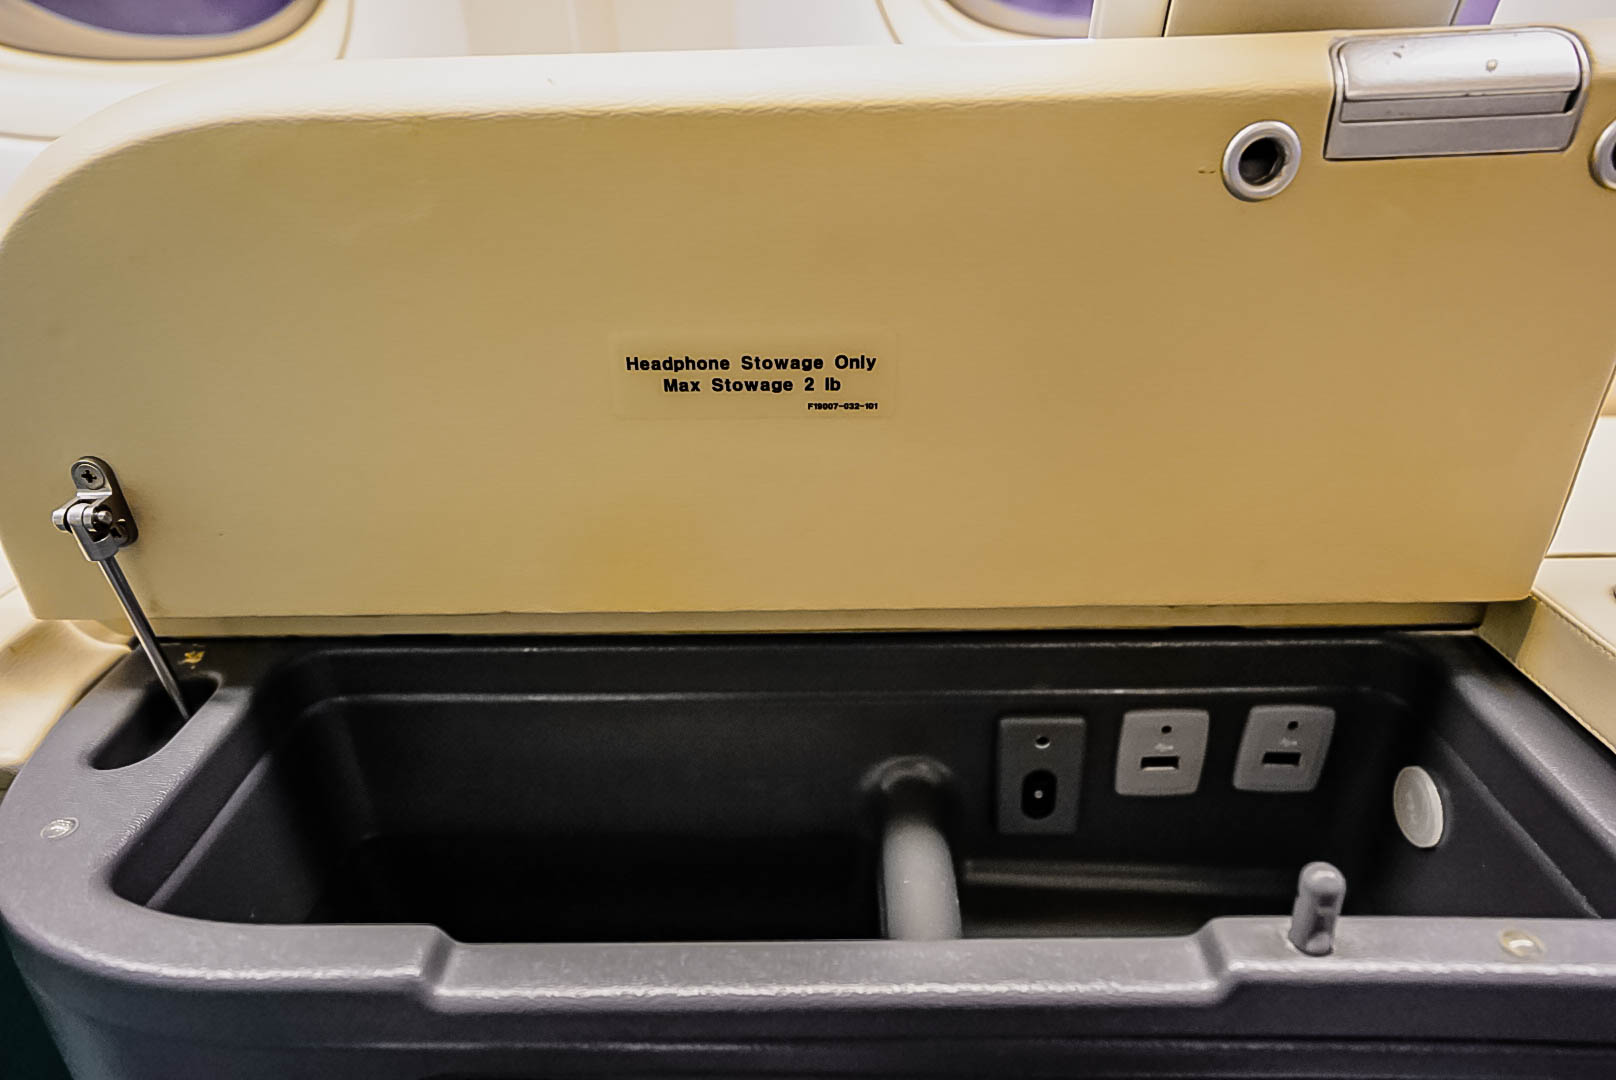 Headphone Stowage Only
Max Stowage 2 lb
F19007-032-101